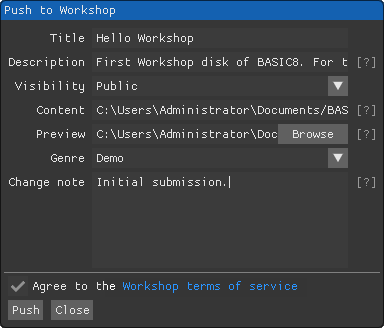 Push to Workshop
Title Hello Workshop
Description First Workshop disk of BASIC8. For t [?]
Visibility Public
Content C:\Users\Administrator\Documents/BAS [?]
Preview C:\Users\Administrator\Doc Browse [?]
Genre Demo
Change note Initial submission. [?]
Agree to the Workshop terms of service
Push Close